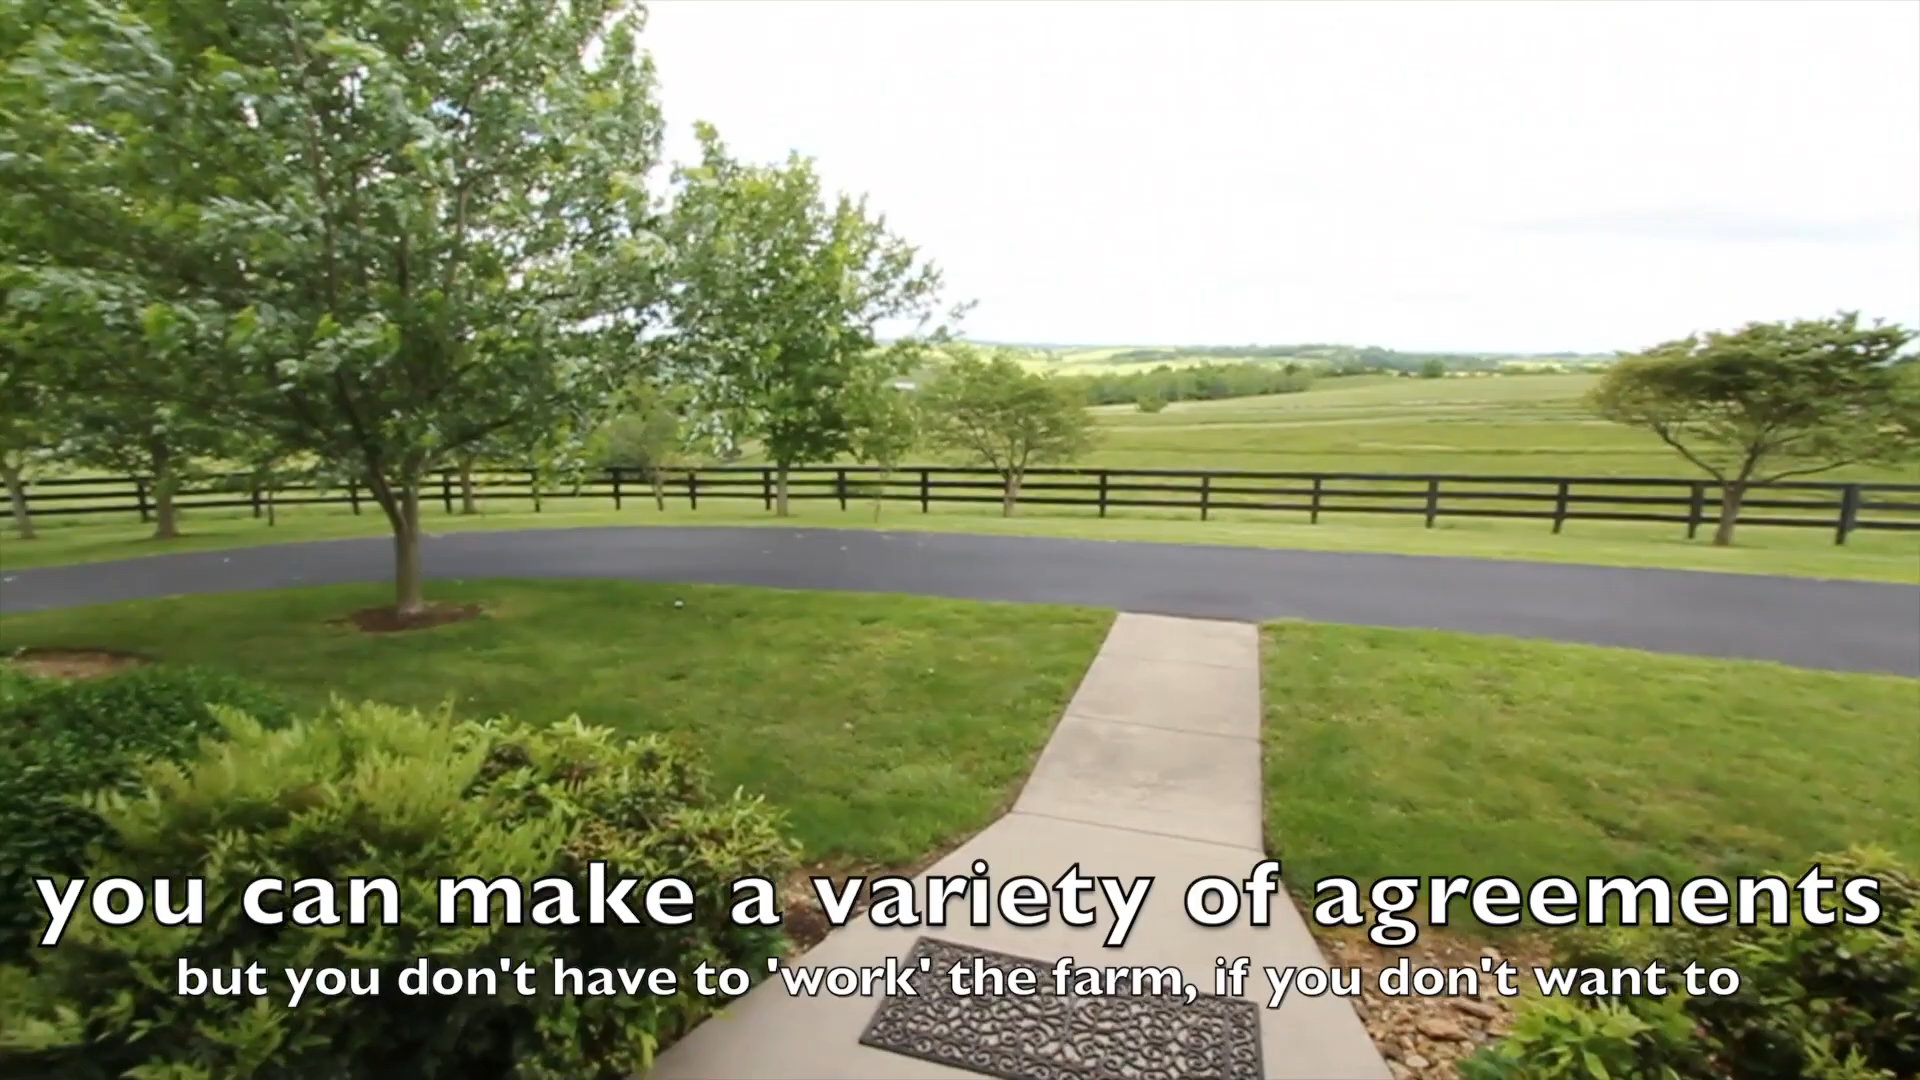 you can make a variety of agreements
but you don't have to 'work' the farm, if you don't want to